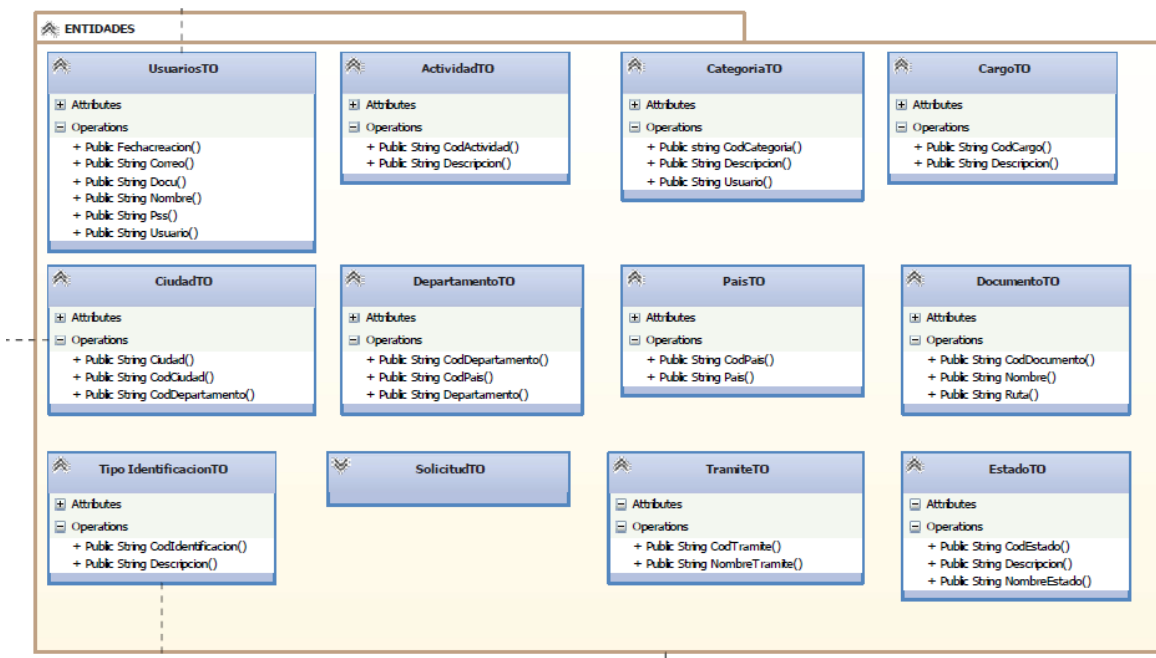 ENTIDADES
UsuariosTO
Attributes
Operations
+ Public Fechacreacion()
+ Public String Correo()
+ Public String Docu()
+ Public String Nombre()
+ Public String Pss()
+ Public String Usuario()
ActividadTO
Attributes
Operations
+ Public String CodActividad()
+ Public String Descripcion()
CategoriaTO
Attributes
Operations
+ Public string CodCategoria()
+ Public String Descripcion()
+ Public String Usuario()
CargoTO
Attributes
Operations
+ Public String CodCargo()
+ Public String Descripcion()
CiudadTO
Attributes
Operations
+ Public String Ciudad()
+ Public String CodCiudad()
+ Public String CodDepartamento()
DepartamentoTO
Attributes
Operations
+ Public String CodDepartamento()
+ Public String CodPais()
+ Public String Departamento()
PaisTO
Attributes
Operations
+ Public String CodPais()
+ Public String Pais()
DocumentoTO
Attributes
Operations
+ Public String CodDocumento()
+ Public String Nombre()
+ Public String Ruta()
Tipo IdentificacionTO
Attributes
Operations
+ Public String CodIdentificacion()
+ Public String Descripcion()
SolicitudTO
TramiteTO
Attributes
Operations
+ Public String CodTramite()
+ Public String NombreTramite()
EstadoTO
Attributes
Operations
+ Public String CodEstado()
+ Public String Descripcion()
+ Public String NombreEstado()